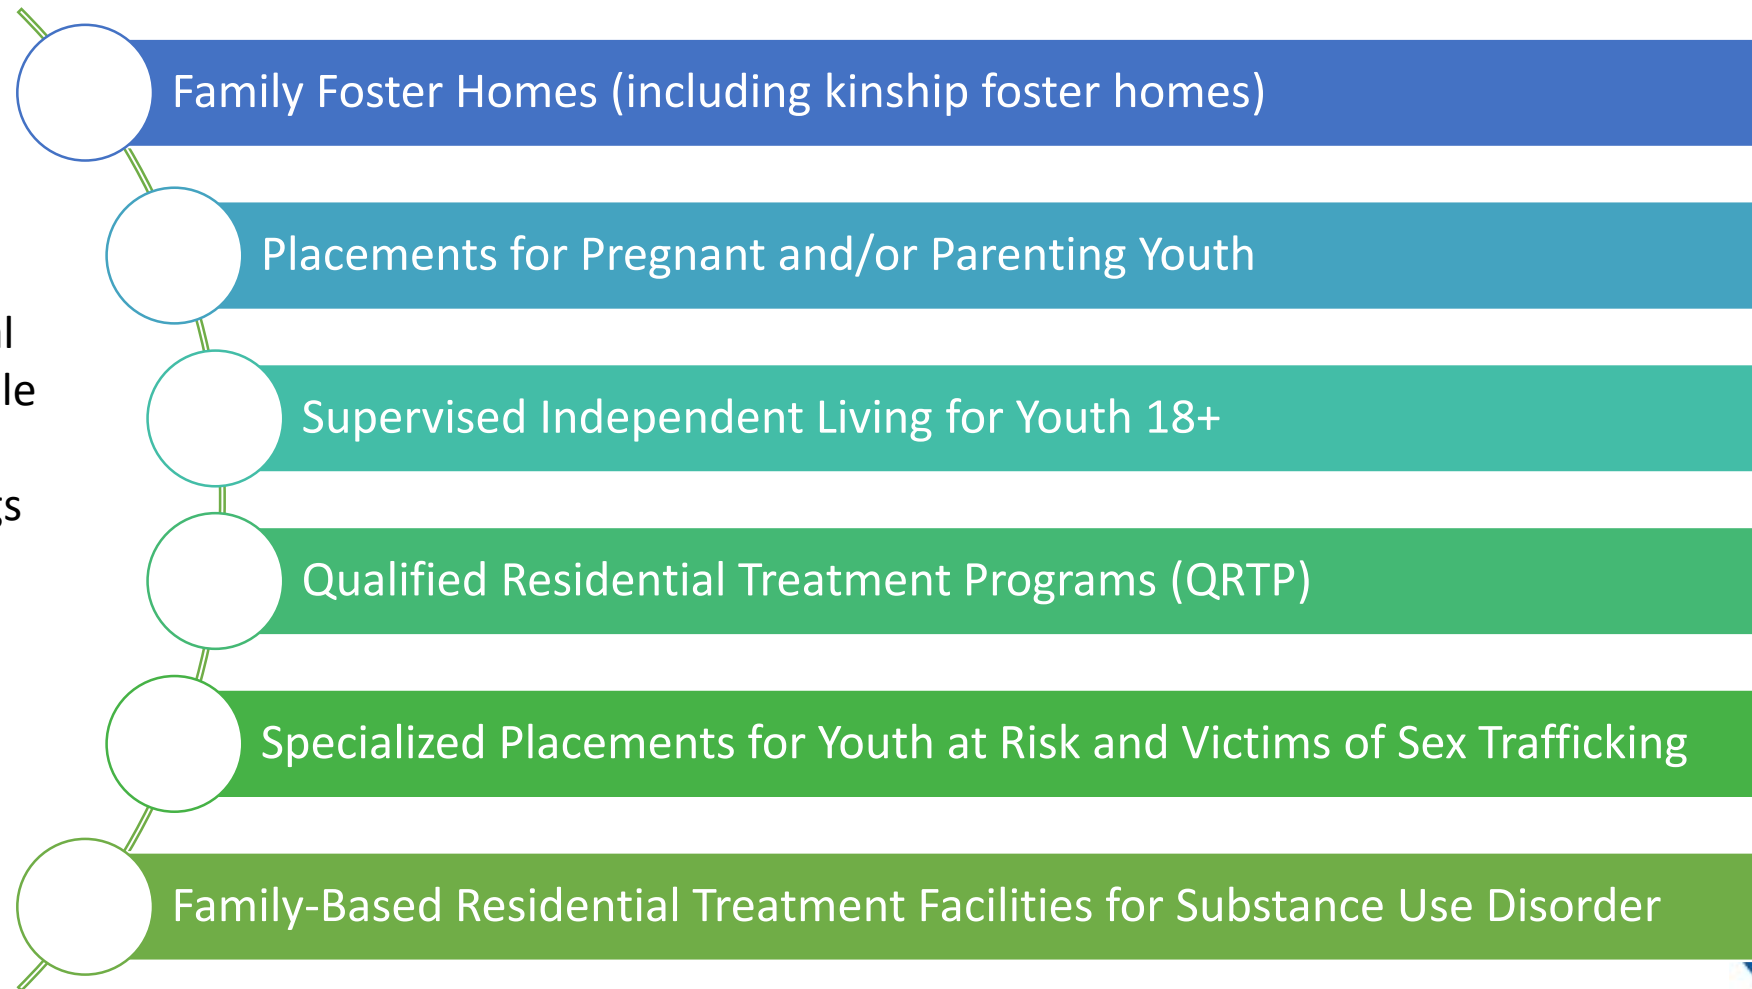 Family Foster Homes (including kinship foster homes)
Placements for Pregnant and/or Parenting Youth
Supervised Independent Living for Youth 18+
Qualified Residential Treatment Programs (QRTP)
Specialized Placements for Youth at Risk and Victims of Sex Trafficking
Family-Based Residential Treatment Facilities for Substance Use Disorder